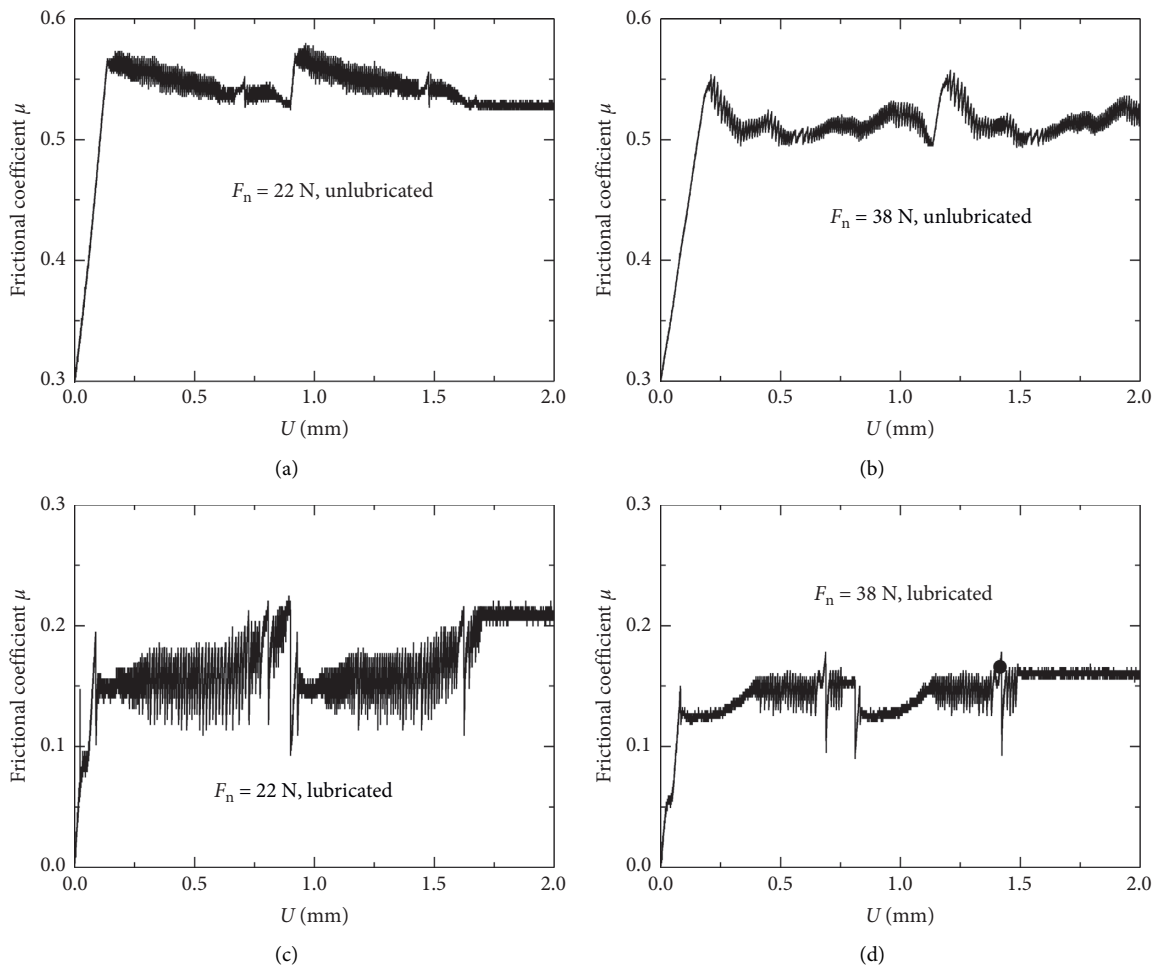 0.6
0.5
0.4
0.3
Frictional coefficient μ
Fn = 22 N, unlubricated
0.0 0.5 1.0 1.5 2.0
U (mm)
(a)
0.6
0.5
0.4
0.3
Frictional coefficient μ
Fn = 38 N, unlubricated
0.0 0.5 1.0 1.5 2.0
U (mm)
(b)
0.3
0.2
0.1
0.0
Frictional coefficient μ
Fn = 22 N, lubricated
0.0 0.5 1.0 1.5 2.0
U (mm)
(c)
0.3
0.2
0.1
0.0
Frictional coefficient μ
Fn = 38 N, lubricated
0.0 0.5 1.0 1.5 2.0
U (mm)
(d)